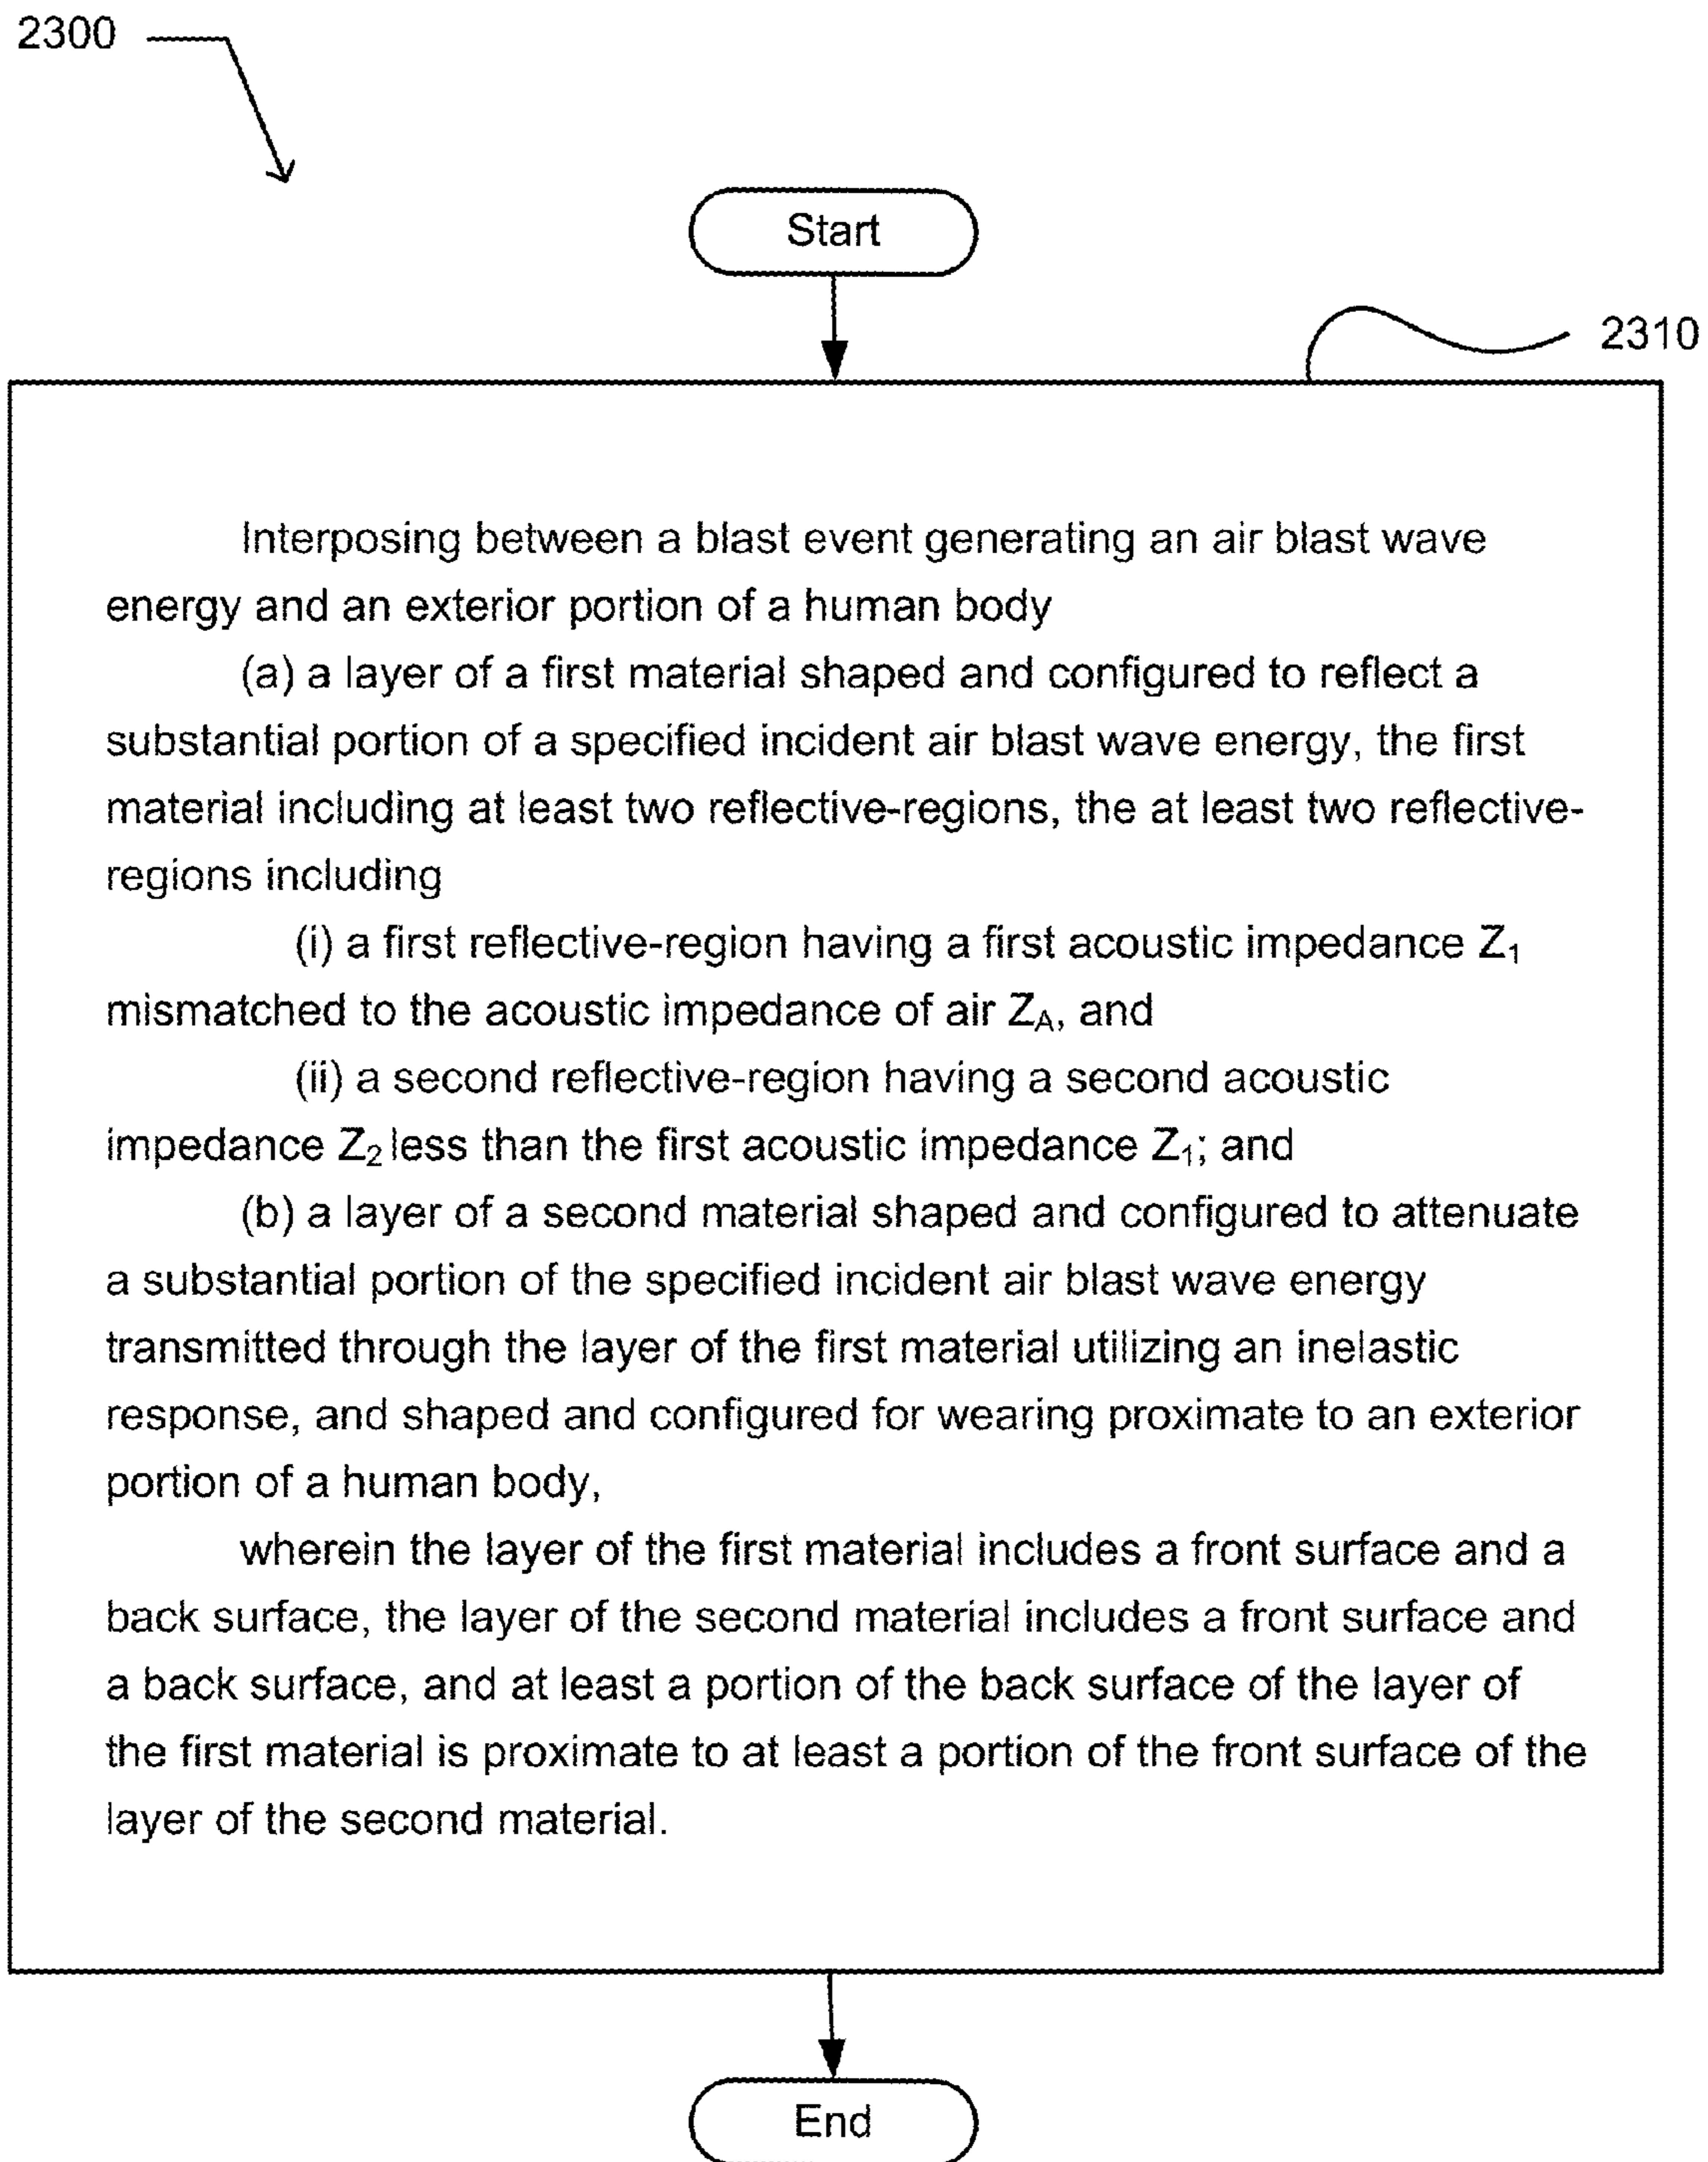 2300
Start
2310
Interposing between a blast event generating an air blast wave
energy and an exterior portion of a human body
(a) a layer of a first material shaped and configured to reflect a
substantial portion of a specified incident air blast wave energy, the first
material including at least two reflective-regions, the at least two reflective-
regions including
(i) a first reflective-region having a first acoustic impedance Z₁
mismatched to the acoustic impedance of air Z_A, and
(ii) a second reflective-region having a second acoustic
impedance Z₂ less than the first acoustic impedance Z₁; and
(b) a layer of a second material shaped and configured to attenuate
a substantial portion of the specified incident air blast wave energy
transmitted through the layer of the first material utilizing an inelastic
response, and shaped and configured for wearing proximate to an exterior
portion of a human body,
wherein the layer of the first material includes a front surface and a
back surface, the layer of the second material includes a front surface and
a back surface, and at least a portion of the back surface of the layer of
the first material is proximate to at least a portion of the front surface of the
layer of the second material.
End